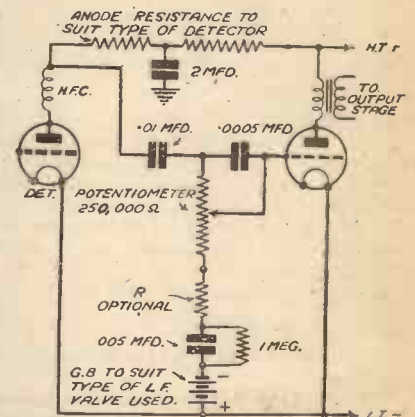 ANODE RESISTANCE TO
SUIT TYPE OF DETECTOR
H.T +
2 MFD.
H.F.C.
TO
OUTPUT
STAGE
.01 MFD.
.0005 MFD
DET.
POTENTIOMETER
250,000 Ω
R
OPTIONAL
.005 MFD.
1 MEG.
G.B TO SUIT
TYPE OF L.F.
VALVE USED.
-
+
L.T-